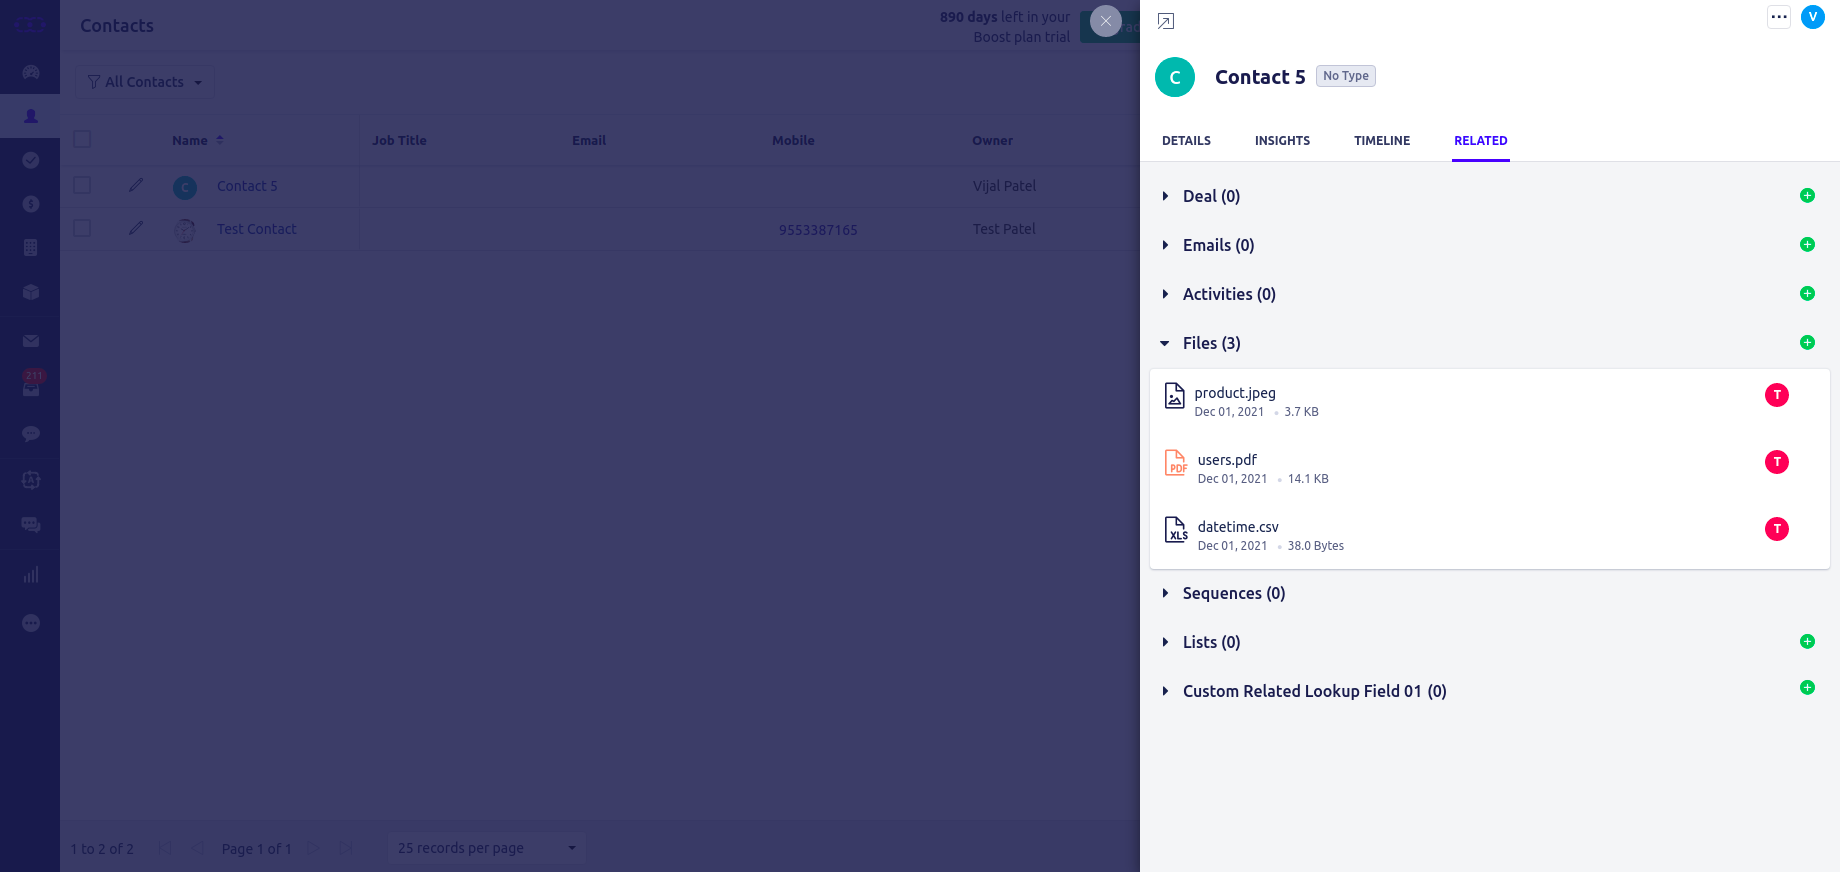 Contacts
890 days left in your
Boost plan trial
All Contacts
Name
Job Title
Email
Mobile
Owner
C
Contact 5
Vijal Patel
Test Contact
9553387165
Test Patel
211
1 to 2 of 2
Page 1 of 1
25 records per page
V
C
Contact 5
No Type
DETAILS
INSIGHTS
TIMELINE
RELATED
Deal (0)
Emails (0)
Activities (0)
Files (3)
product.jpeg
Dec 01, 2021
3.7 KB
T
PDF
users.pdf
Dec 01, 2021
14.1 KB
T
XLS
datetime.csv
Dec 01, 2021
38.0 Bytes
T
Sequences (0)
Lists (0)
Custom Related Lookup Field 01 (0)